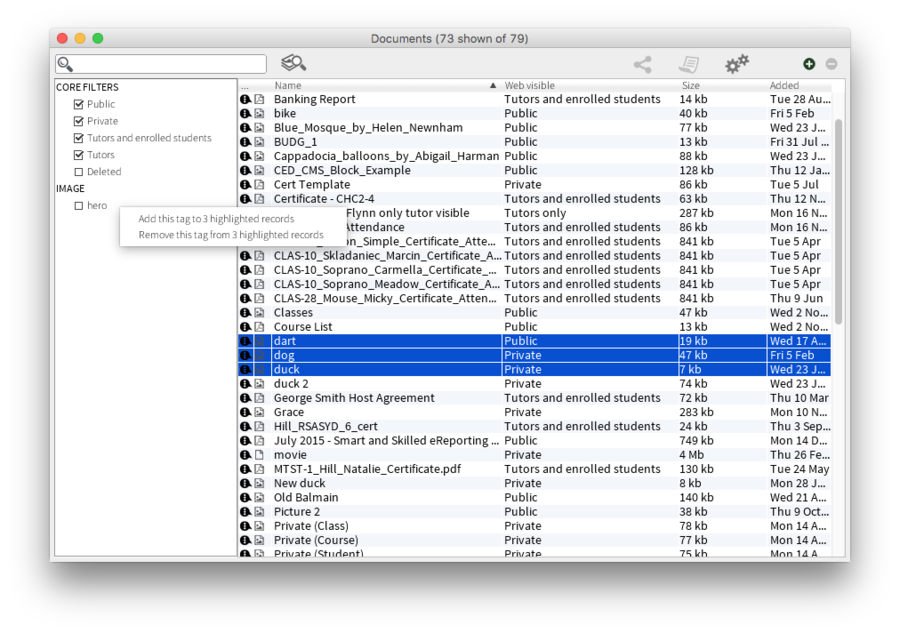 Documents (73 shown of 79)
... Name Web visible Size Added
CORE FILTERS
Public
Private
Tutors and enrolled students
Tutors
Deleted
IMAGE
hero
Add this tag to 3 highlighted records
Remove this tag from 3 highlighted records
Banking Report Tutors and enrolled students 14 kb Tue 28 Au...
bike Public 40 kb Fri 5 Feb
Blue_Mosque_by_Helen_Newnham Public 77 kb Wed 23 J...
BUDG_1 Public 13 kb Fri 31 Jul ...
Cappadocia_balloons_by_Abigail_Harman Public 88 kb Wed 23 J...
CED_CMS_Block_Example Public 128 kb Thu 12 Ja...
Cert Template Private 86 kb Tue 5 Jul
Certificate - CHC2-4 Tutors and enrolled students 63 kb Thu 12 N...
Flynn only tutor visible Tutors only 287 kb Mon 16 N...
Attendance Tutors and enrolled students 86 kb Mon 16 N...
on_Simple_Certificate_Atte... Tutors and enrolled students 841 kb Tue 5 Apr
CLAS-10_Skladaniec_Marcin_Certificate_A... Tutors and enrolled students 841 kb Tue 5 Apr
CLAS-10_Soprano_Carmella_Certificate_... Tutors and enrolled students 841 kb Tue 5 Apr
CLAS-10_Soprano_Meadow_Certificate_A... Tutors and enrolled students 841 kb Tue 5 Apr
CLAS-28_Mouse_Micky_Certificate_Atten... Tutors and enrolled students 841 kb Thu 9 Jun
Classes Public 47 kb Wed 2 No...
Course List Public 13 kb Wed 2 No...
dart Public 19 kb Wed 17 A...
dog Private 47 kb Fri 5 Feb
duck Private 7 kb Wed 23 J...
duck 2 Private 74 kb Wed 23 J...
George Smith Host Agreement Tutors and enrolled students 72 kb Thu 10 Mar
Grace Private 283 kb Mon 10 N...
Hill_RSASYD_6_cert Tutors and enrolled students 24 kb Thu 3 Sep...
July 2015 - Smart and Skilled eReporting ... Public 749 kb Mon 14 D...
movie Private 4 Mb Thu 26 Fe...
MTST-1_Hill_Natalie_Certificate.pdf Tutors and enrolled students 130 kb Tue 24 May
New duck Private 8 kb Mon 28 J...
Old Balmain Public 140 kb Wed 21 A...
Picture 2 Public 38 kb Thu 9 Oct...
Private (Class) Private 78 kb Mon 14 A...
Private (Course) Private 77 kb Mon 14 A...
Private (Student) Private 75 kb Mon 14 A...